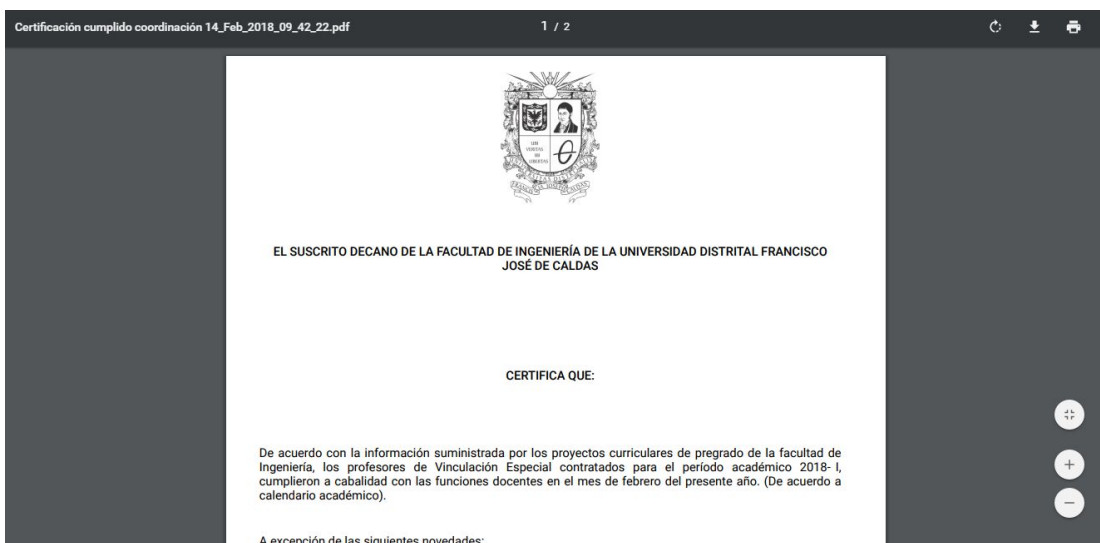 Certificación cumplido coordinación 14_Feb_2018_09_42_22.pdf
1 / 2
EL SUSCRITO DECANO DE LA FACULTAD DE INGENIERÍA DE LA UNIVERSIDAD DISTRITAL FRANCISCO
JOSÉ DE CALDAS
CERTIFICA QUE:
De acuerdo con la información suministrada por los proyectos curriculares de pregrado de la facultad de
Ingeniería, los profesores de Vinculación Especial contratados para el período académico 2018- I,
cumplieron a cabalidad con las funciones docentes en el mes de febrero del presente año. (De acuerdo a
calendario académico).
A excepción de las siguientes novedades: